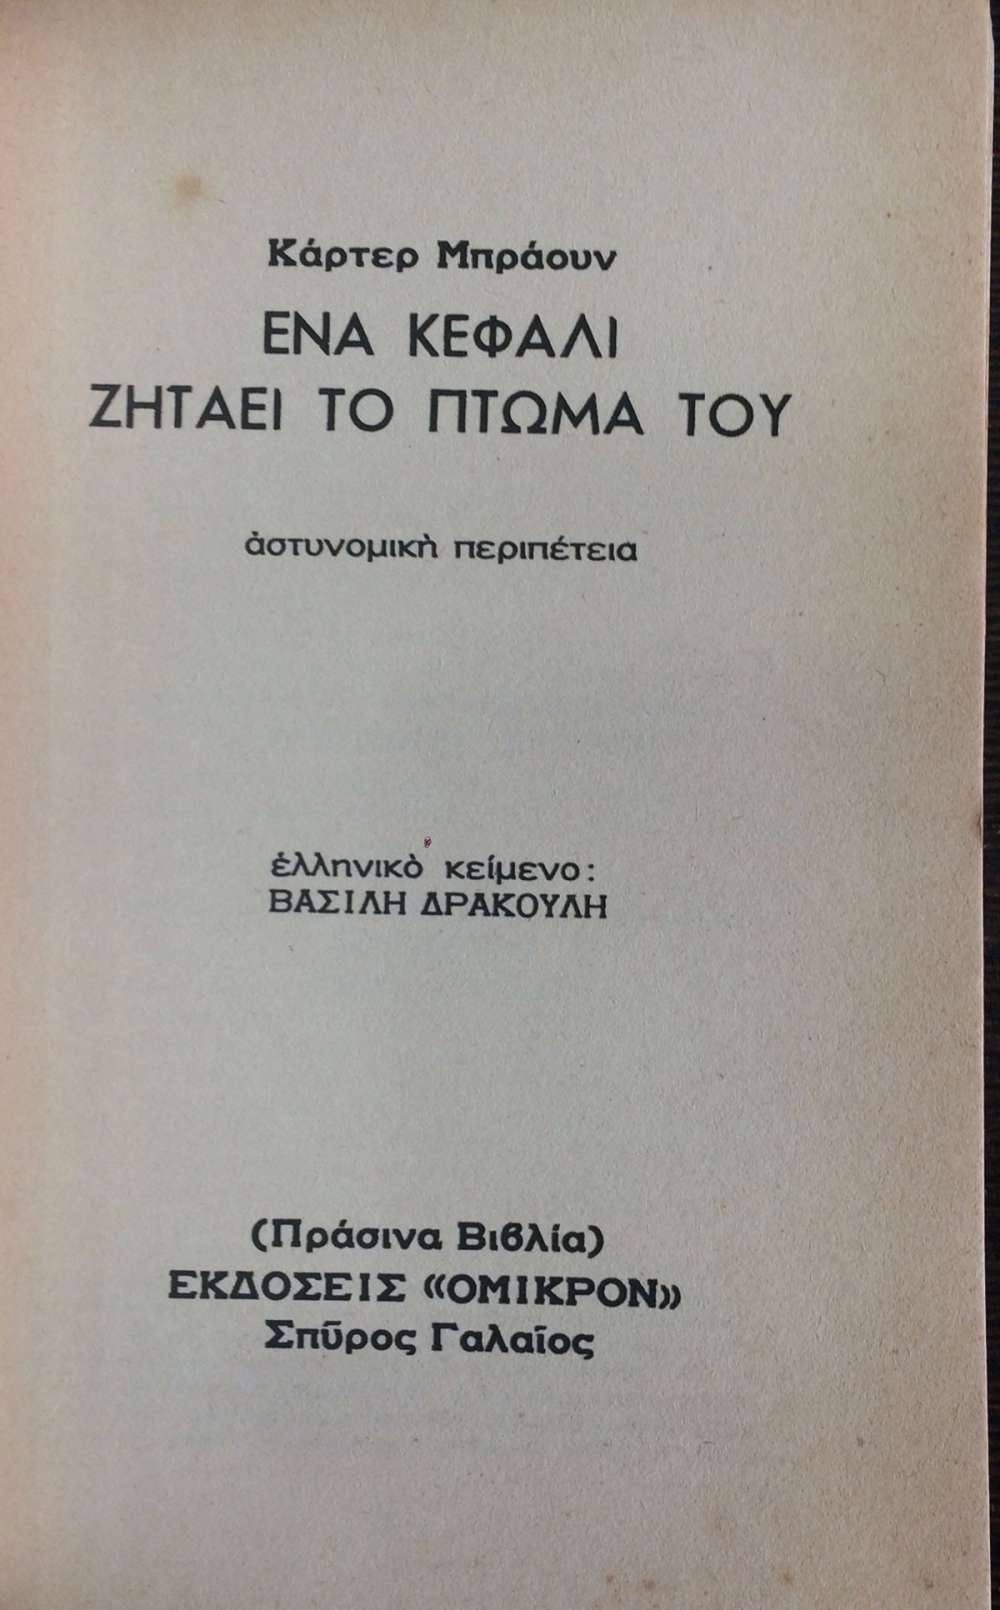 Κάρτερ Μπράουν
ΕΝΑ ΚΕΦΑΛΙ
ΖΗΤΑΕΙ ΤΟ ΠΤΩΜΑ ΤΟΥ
ἀστυνομικὴ περιπέτεια
ἑλληνικὸ κείμενο:
ΒΑΣΙΛΗ ΔΡΑΚΟΥΛΗ
(Πράσινα Βιβλία)
ΕΚΔΟΣΕΙΣ «ΟΜΙΚΡΟΝ»
Σπῦρος Γαλαῖος